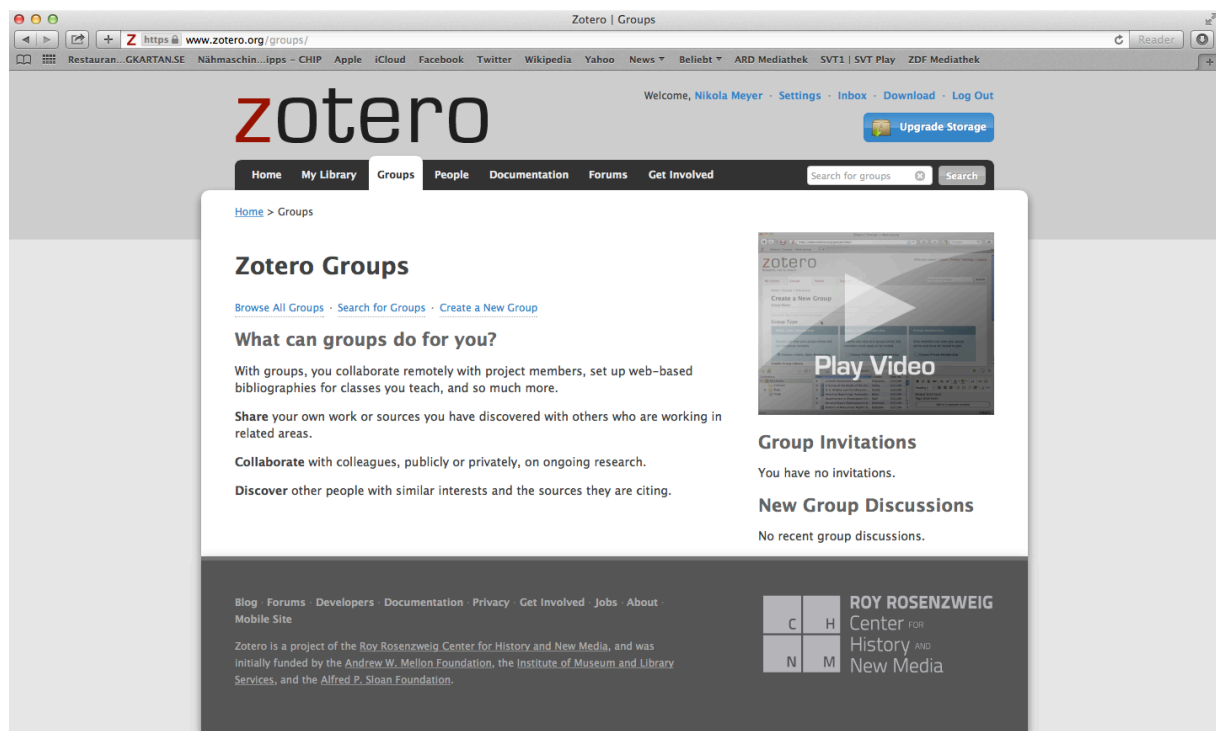 Zotero | Groups
https www.zotero.org/groups/
Reader
Restauran...GKARTAN.SE Nähmaschin...ipps – CHIP Apple iCloud Facebook Twitter Wikipedia Yahoo News Beliebt ARD Mediathek SVT1 | SVT Play ZDF Mediathek
zotero
Welcome, Nikola Meyer · Settings · Inbox · Download · Log Out
Upgrade Storage
Home My Library Groups People Documentation Forums Get Involved
Search for groups Search
Home > Groups
Zotero Groups
Browse All Groups · Search for Groups · Create a New Group
What can groups do for you?
With groups, you collaborate remotely with project members, set up web-based
bibliographies for classes you teach, and so much more.
Share your own work or sources you have discovered with others who are working in
related areas.
Collaborate with colleagues, publicly or privately, on ongoing research.
Discover other people with similar interests and the sources they are citing.
zotero
Create a New Group
Play Video
Group Invitations
You have no invitations.
New Group Discussions
No recent group discussions.
Blog · Forums · Developers · Documentation · Privacy · Get Involved · Jobs · About ·
Mobile Site
Zotero is a project of the Roy Rosenzweig Center for History and New Media, and was
initially funded by the Andrew W. Mellon Foundation, the Institute of Museum and Library
Services, and the Alfred P. Sloan Foundation.
C H
N M
ROY ROSENZWEIG
Center FOR
History AND
New Media